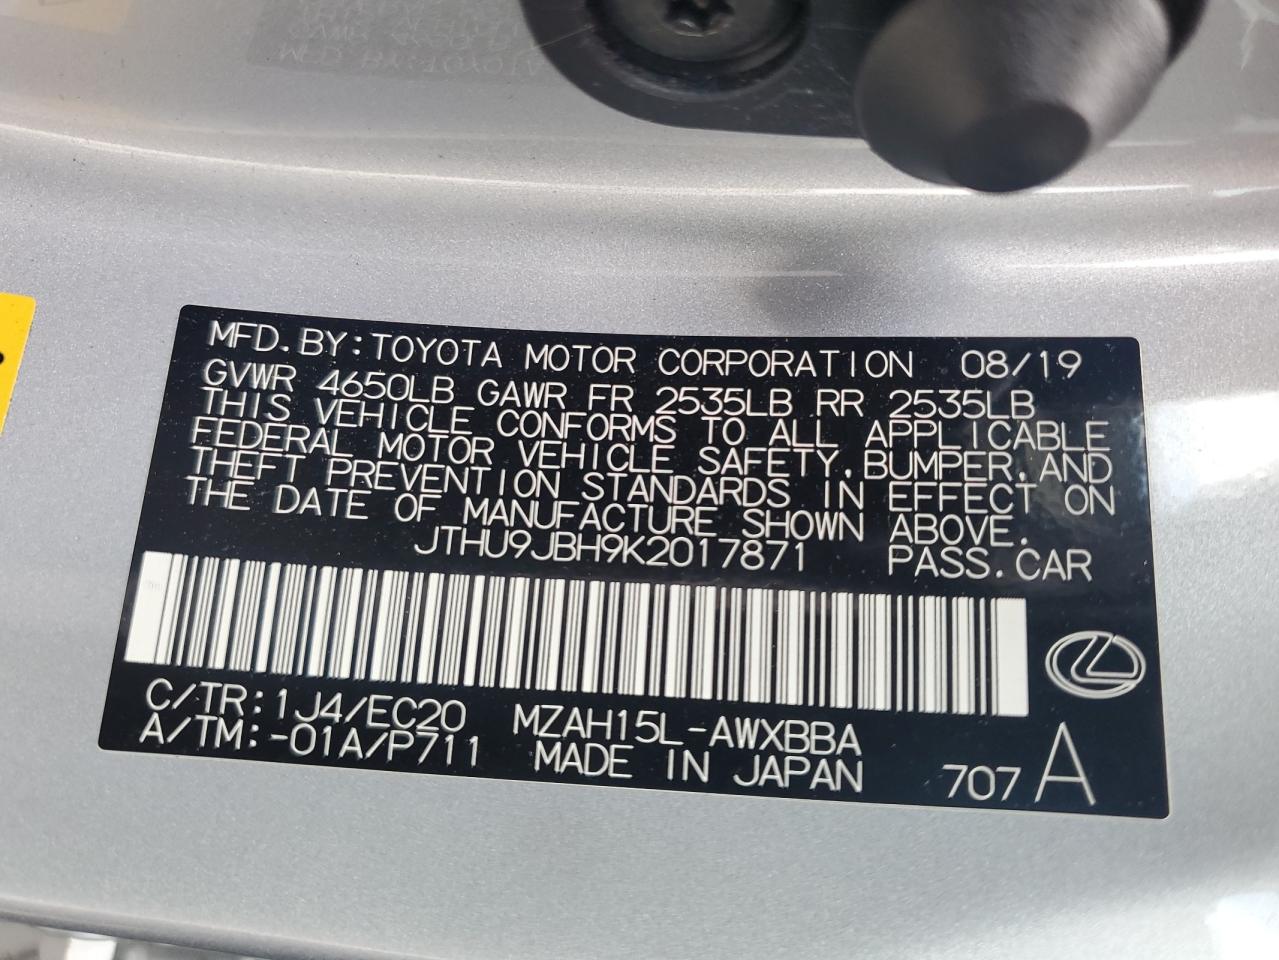 MFD.BY:TOYOTA MOTOR CORPORATION 08/19
GVWR 4650LB GAWR FR 2535LB RR 2535LB
THIS VEHICLE CONFORMS TO ALL APPLICABLE
FEDERAL MOTOR VEHICLE SAFETY,BUMPER,AND
THEFT PREVENTION STANDARDS IN EFFECT ON
THE DATE OF MANUFACTURE SHOWN ABOVE.
JTHU9JBH9K2017871 PASS.CAR
C/TR:1J4/EC20 MZAH15L-AWXBBA
A/TM:-01A/P711 MADE IN JAPAN 707 A